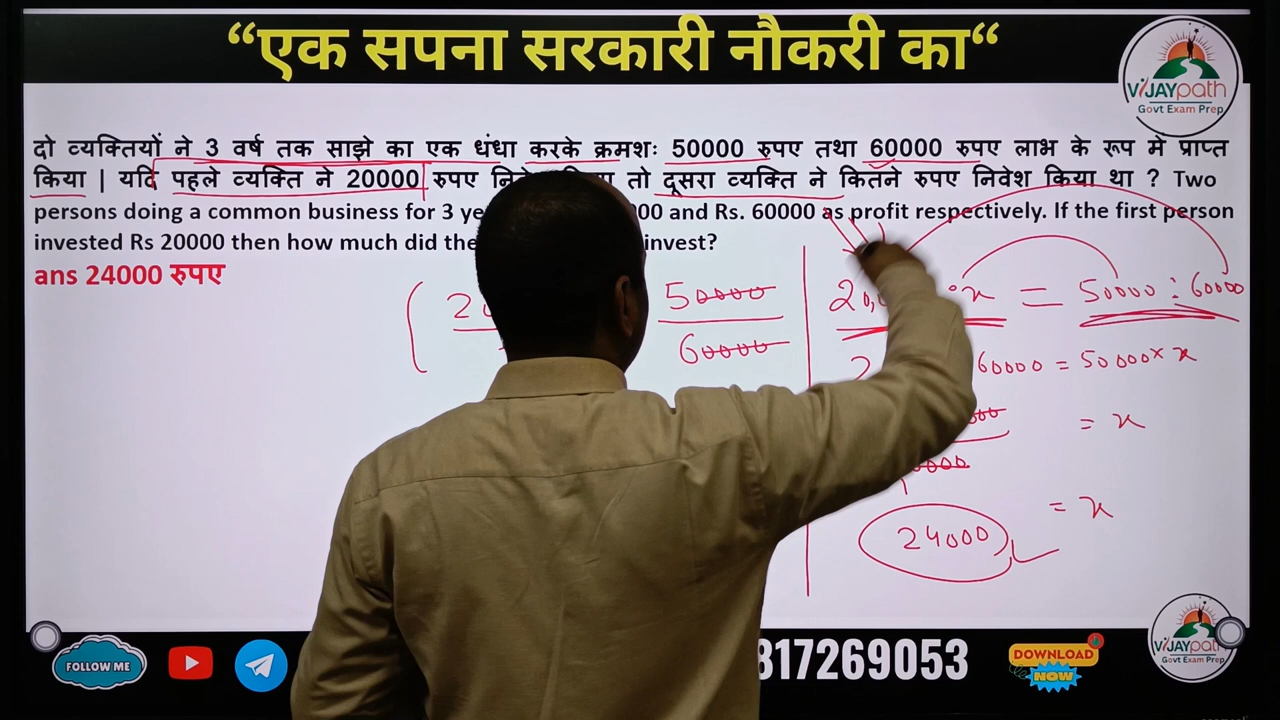 “एक सपना सरकारी नौकरी का“
VIJAYpath
Govt Exam Prep
दो व्यक्तियों ने 3 वर्ष तक साझे का एक धंधा करके क्रमशः 50000 रुपए तथा 60000 रुपए लाभ के रूप मे प्राप्त
किया | यदि पहले व्यक्ति ने 20000 रुपए तो दूसरा व्यक्ति ने कितने रुपए निवेश किया था ? Two
persons doing a common business for 3 and Rs. 60000 as profit respectively. If the first person
invested Rs 20000 then how much did the invest?
ans 24000 रुपए
50000
60000
x = 50000 : 60000
60000 = 50000 × x
= x
24000 = x
FOLLOW ME
817269053
DOWNLOAD
NOW
VIJAYpath
Govt Exam Prep